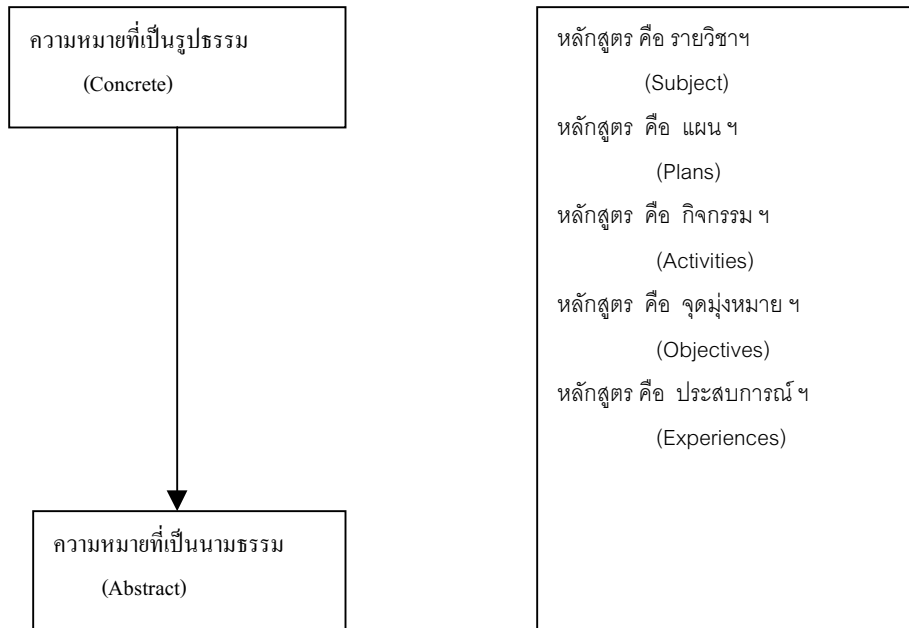 ความหมายที่เป็นรูปธรรม
(Concrete)
ความหมายที่เป็นนามธรรม
(Abstract)
หลักสูตร คือ รายวิชาฯ
(Subject)
หลักสูตร คือ แผน ฯ
(Plans)
หลักสูตร คือ กิจกรรม ฯ
(Activities)
หลักสูตร คือ จุดมุ่งหมาย ฯ
(Objectives)
หลักสูตร คือ ประสบการณ์ ฯ
(Experiences)